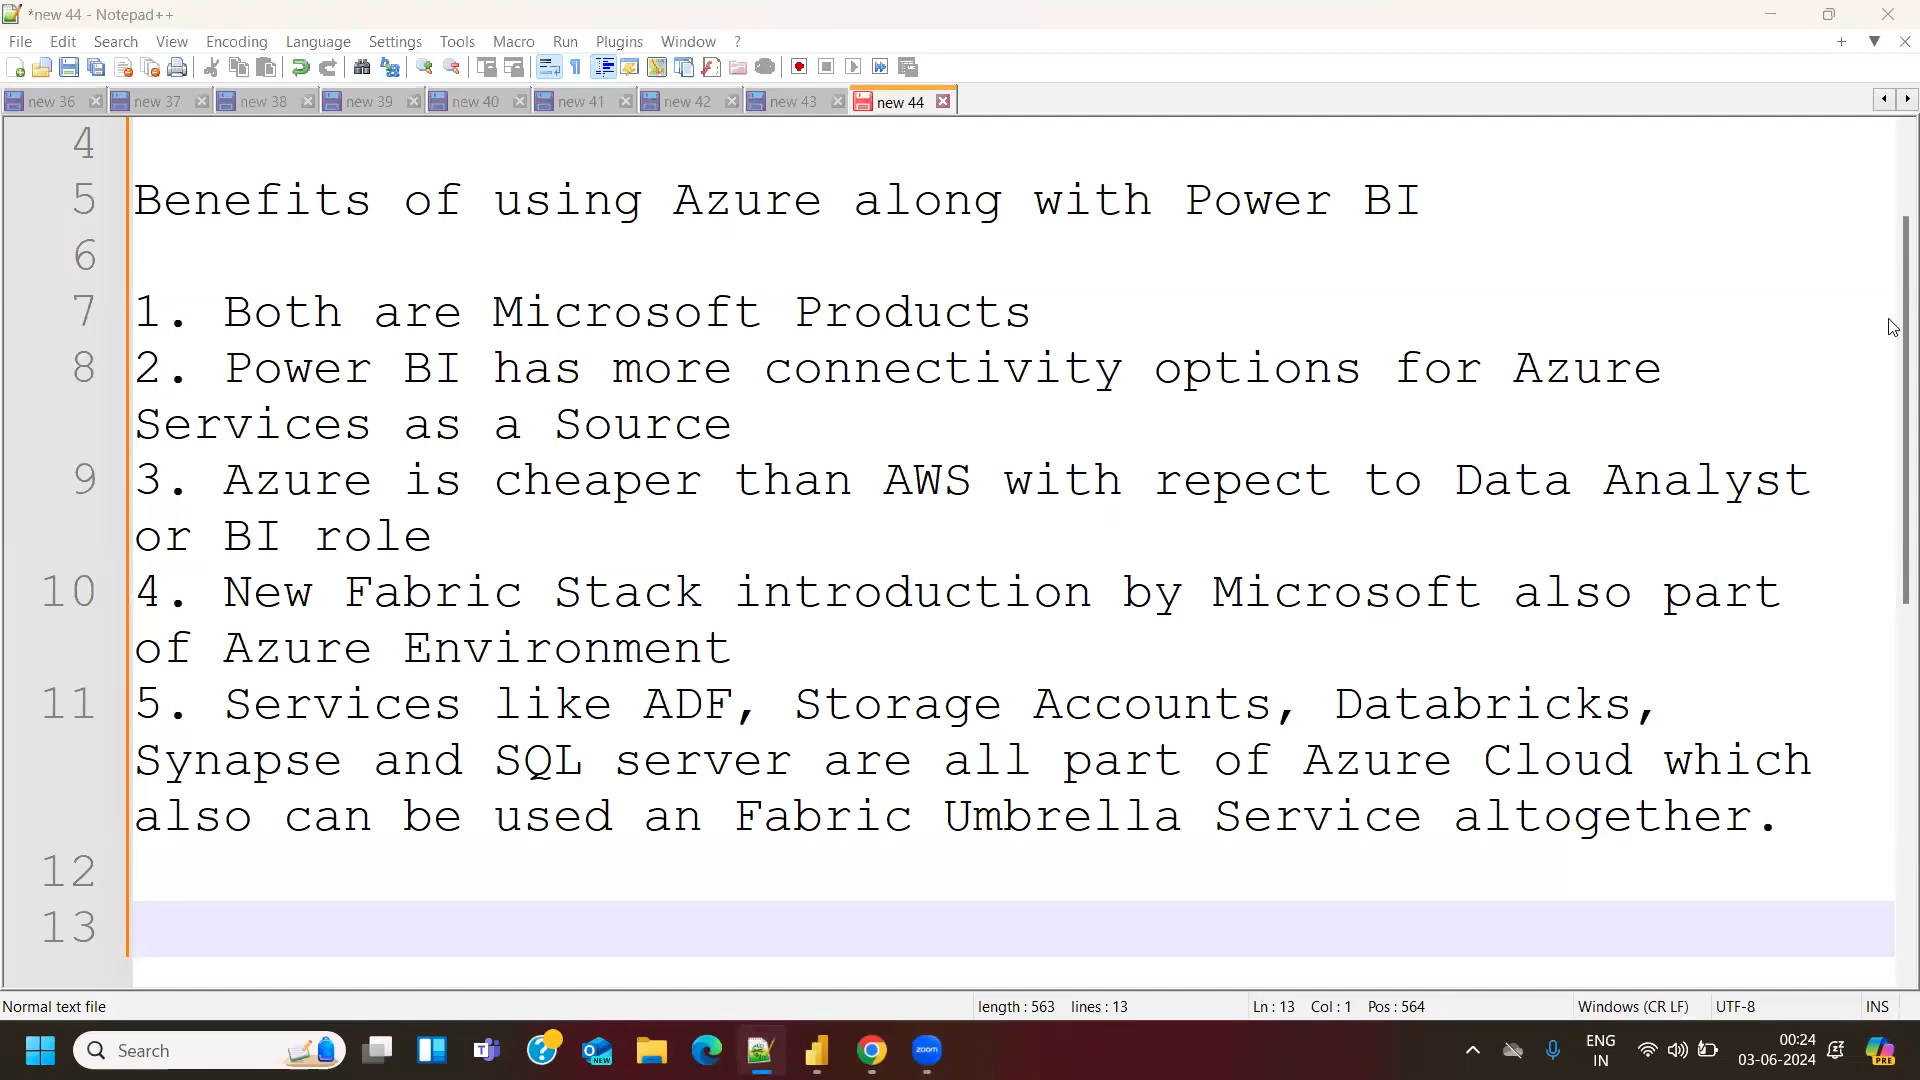 *new 44 - Notepad++
File Edit Search View Encoding Language Settings Tools Macro Run Plugins Window ?
new 36 new 37 new 38 new 39 new 40 new 41 new 42 new 43 new 44
4
5 Benefits of using Azure along with Power BI
6
7 1. Both are Microsoft Products
8 2. Power BI has more connectivity options for Azure
Services as a Source
9 3. Azure is cheaper than AWS with repect to Data Analyst
or BI role
10 4. New Fabric Stack introduction by Microsoft also part
of Azure Environment
11 5. Services like ADF, Storage Accounts, Databricks,
Synapse and SQL server are all part of Azure Cloud which
also can be used an Fabric Umbrella Service altogether.
12
13
Normal text file length : 563 lines : 13 Ln : 13 Col : 1 Pos : 564 Windows (CR LF) UTF-8 INS
Search NEW zoom ENG 00:24 PRE
IN 03-06-2024